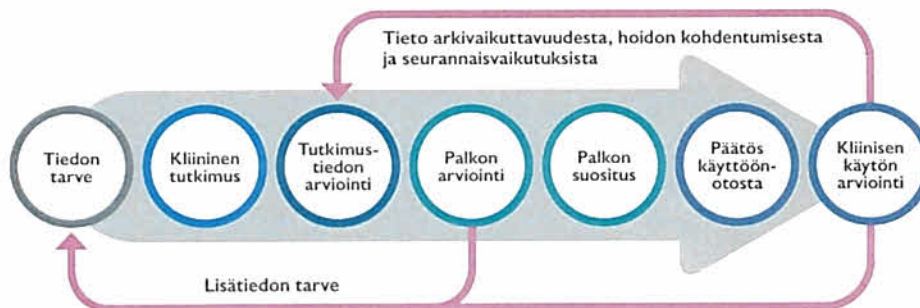 Tieto arkivaikuttavuudesta, hoidon kohdentumisesta
ja seurannaisvaikutuksista
Tiedon
tarve
Kliininen
tutkimus
Tutkimus-
tiedon
arviointi
Palkon
arviointi
Palkon
suositus
Päätös
käyttöön-
otosta
Kliinisen
käytön
arviointi
Lisätiedon tarve